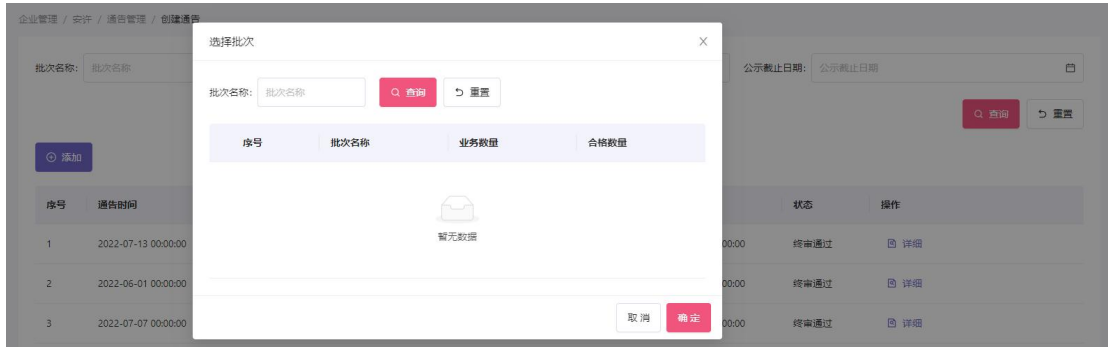 企业管理 / 安许 / 通告管理 / 创建通告
选择批次
批次名称: 批次名称
公示截止日期: 公示截止日期
批次名称: 批次名称 查询 重置
查询 重置
序号 批次名称 业务数量 合格数量
添加
序号 通告时间 状态 操作
暂无数据
1 2022-07-13 00:00:00 00:00 终审通过 详细
2 2022-06-01 00:00:00 00:00 终审通过 详细
取消 确定
3 2022-07-07 00:00:00 00:00 终审通过 详细